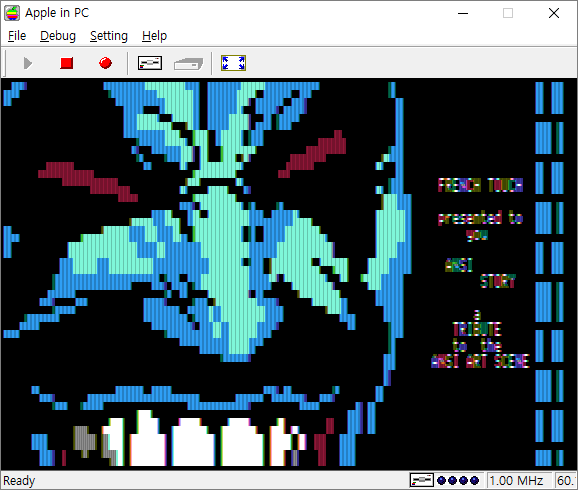 Apple in PC
File Debug Setting Help
FRENCH TOUCH
presented to
you
ANSI
STORY
a
TRIBUTE
to the
ANSI ART SCENE
Ready 1.00 MHz 60.